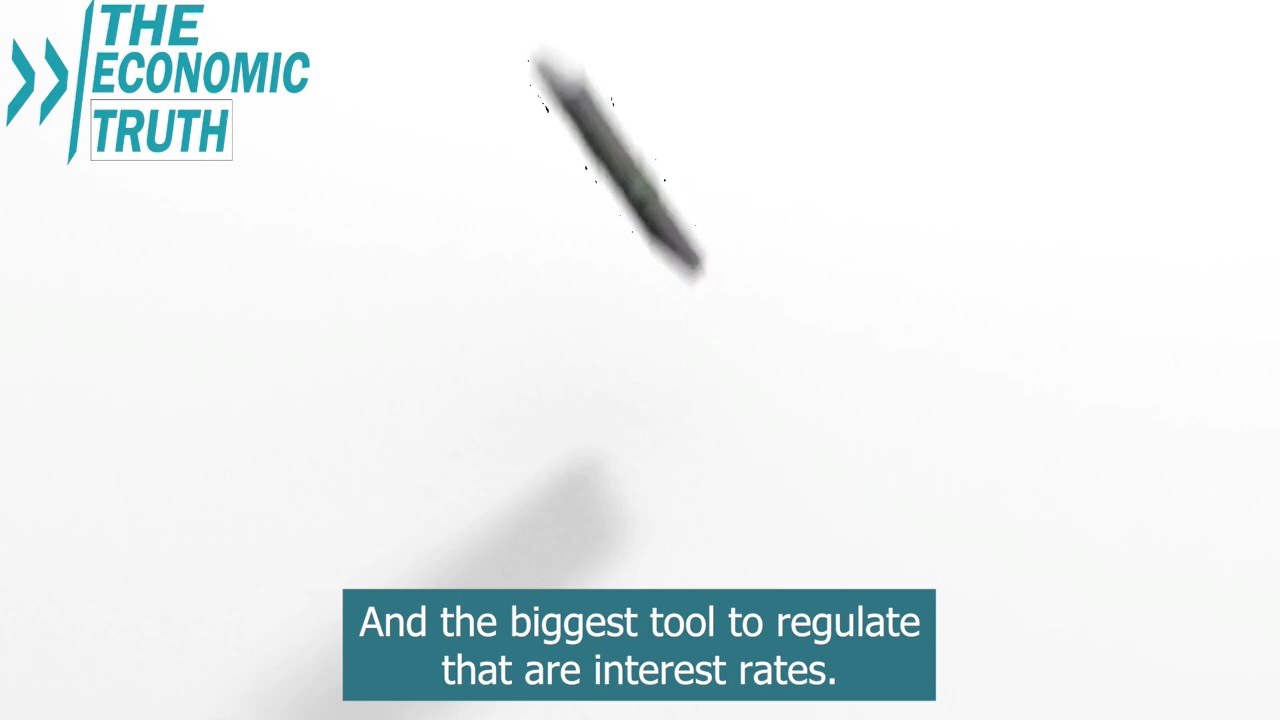 THE
ECONOMIC
TRUTH
And the biggest tool to regulate
that are interest rates.